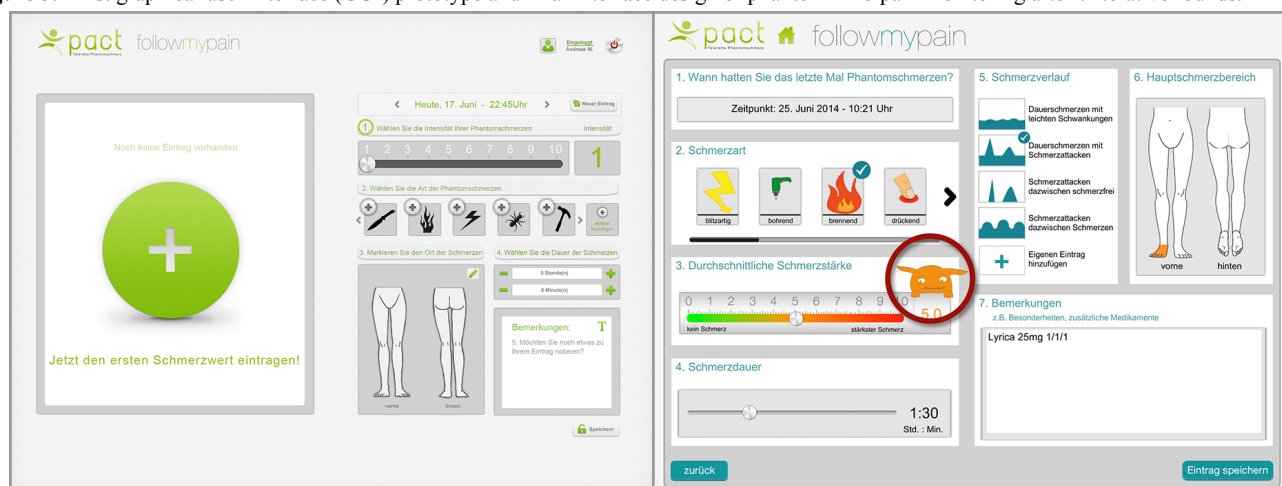 pact followmypain
Telereha Phantomschmerz
Eingeloggt
Andreas W.
Noch keine Eintrag vorhanden
Jetzt den ersten Schmerzwert eintragen!
Heute, 17. Juni - 22:45Uhr
Neuer Eintrag
1. Wählen Sie die Intensität Ihrer Phantomschmerzen
Intensität
1 2 3 4 5 6 7 8 9 10
1
2. Wählen Sie die Art der Phantomschmerzen
weitere
hinzufügen
3. Markieren Sie den Ort der Schmerzen
vorne
hinten
4. Wählen Sie die Dauer der Schmerzen
0 Stunde(n)
0 Minute(n)
Bemerkungen:
T
5. Möchten Sie noch etwas zu
Ihrem Eintrag notieren?
Speichern
pact followmypain
Telereha Phantomschmerz
1. Wann hatten Sie das letzte Mal Phantomschmerzen?
Zeitpunkt: 25. Juni 2014 - 10:21 Uhr
2. Schmerzart
blitzartig
bohrend
brennend
drückend
3. Durchschnittliche Schmerzstärke
0 1 2 3 4 5 6 7 8 9 10
5.0
kein Schmerz
stärkster Schmerz
4. Schmerzdauer
1:30
Std. : Min.
5. Schmerzverlauf
Dauerschmerzen mit
leichten Schwankungen
Dauerschmerzen mit
Schmerzattacken
Schmerzattacken
dazwischen schmerzfrei
Schmerzattacken
dazwischen Schmerzen
Eigenen Eintrag
hinzufügen
6. Hauptschmerzbereich
vorne
hinten
7. Bemerkungen
z.B. Besonderheiten, zusätzliche Medikamente
Lyrica 25mg 1/1/1
zurück
Eintrag speichern